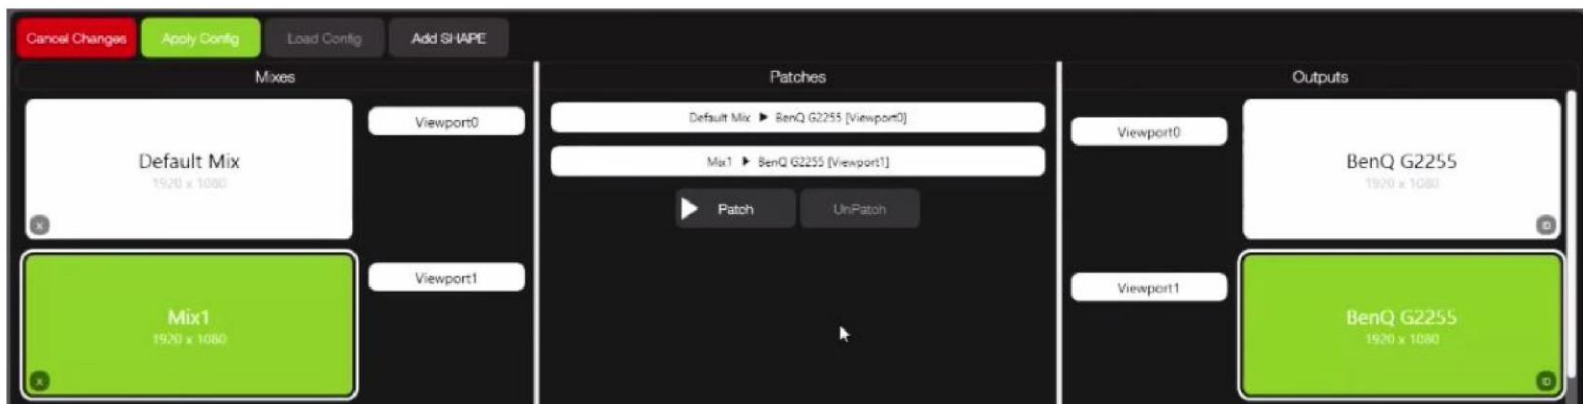 Cancel Changes Apply Config Load Config Add SHAPE
Mixes Patches Outputs
Default Mix
1920 x 1080
X
Viewport0
Mix1
1920 x 1080
X
Viewport1
Default Mix ▶ BenQ G2255 [Viewport0]
Mix1 ▶ BenQ G2255 [Viewport1]
Patch UnPatch
Viewport0
BenQ G2255
1920 x 1080
ID
Viewport1
BenQ G2255
1920 x 1080
ID